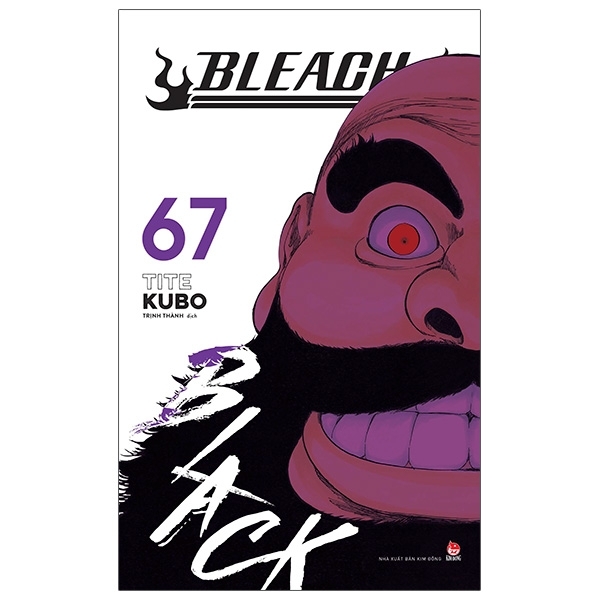 BLEACH
67
TITE
KUBO
TRỊNH THÀNH dịch
BLACK
NHÀ XUẤT BẢN KIM ĐỒNG